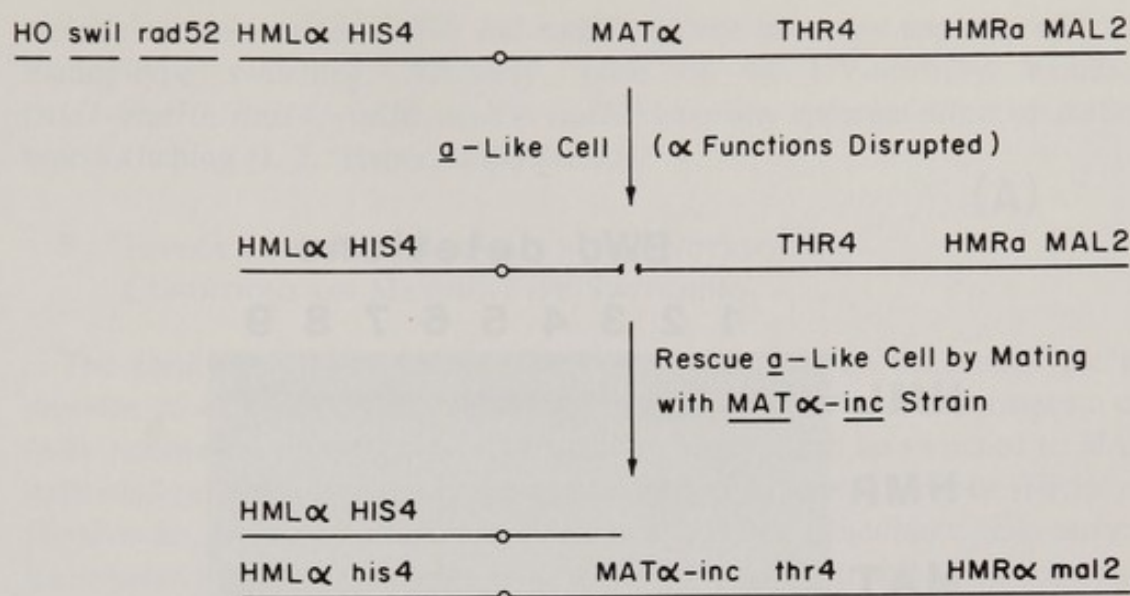 HO swi1 rad52 HMLα HIS4 MATα THR4 HMRa MAL2
a-Like Cell (α Functions Disrupted)
HMLα HIS4 THR4 HMRa MAL2
Rescue a-Like Cell by Mating
with MATα-inc Strain
HMLα HIS4
HMLα his4 MATα-inc thr4 HMRα mal2